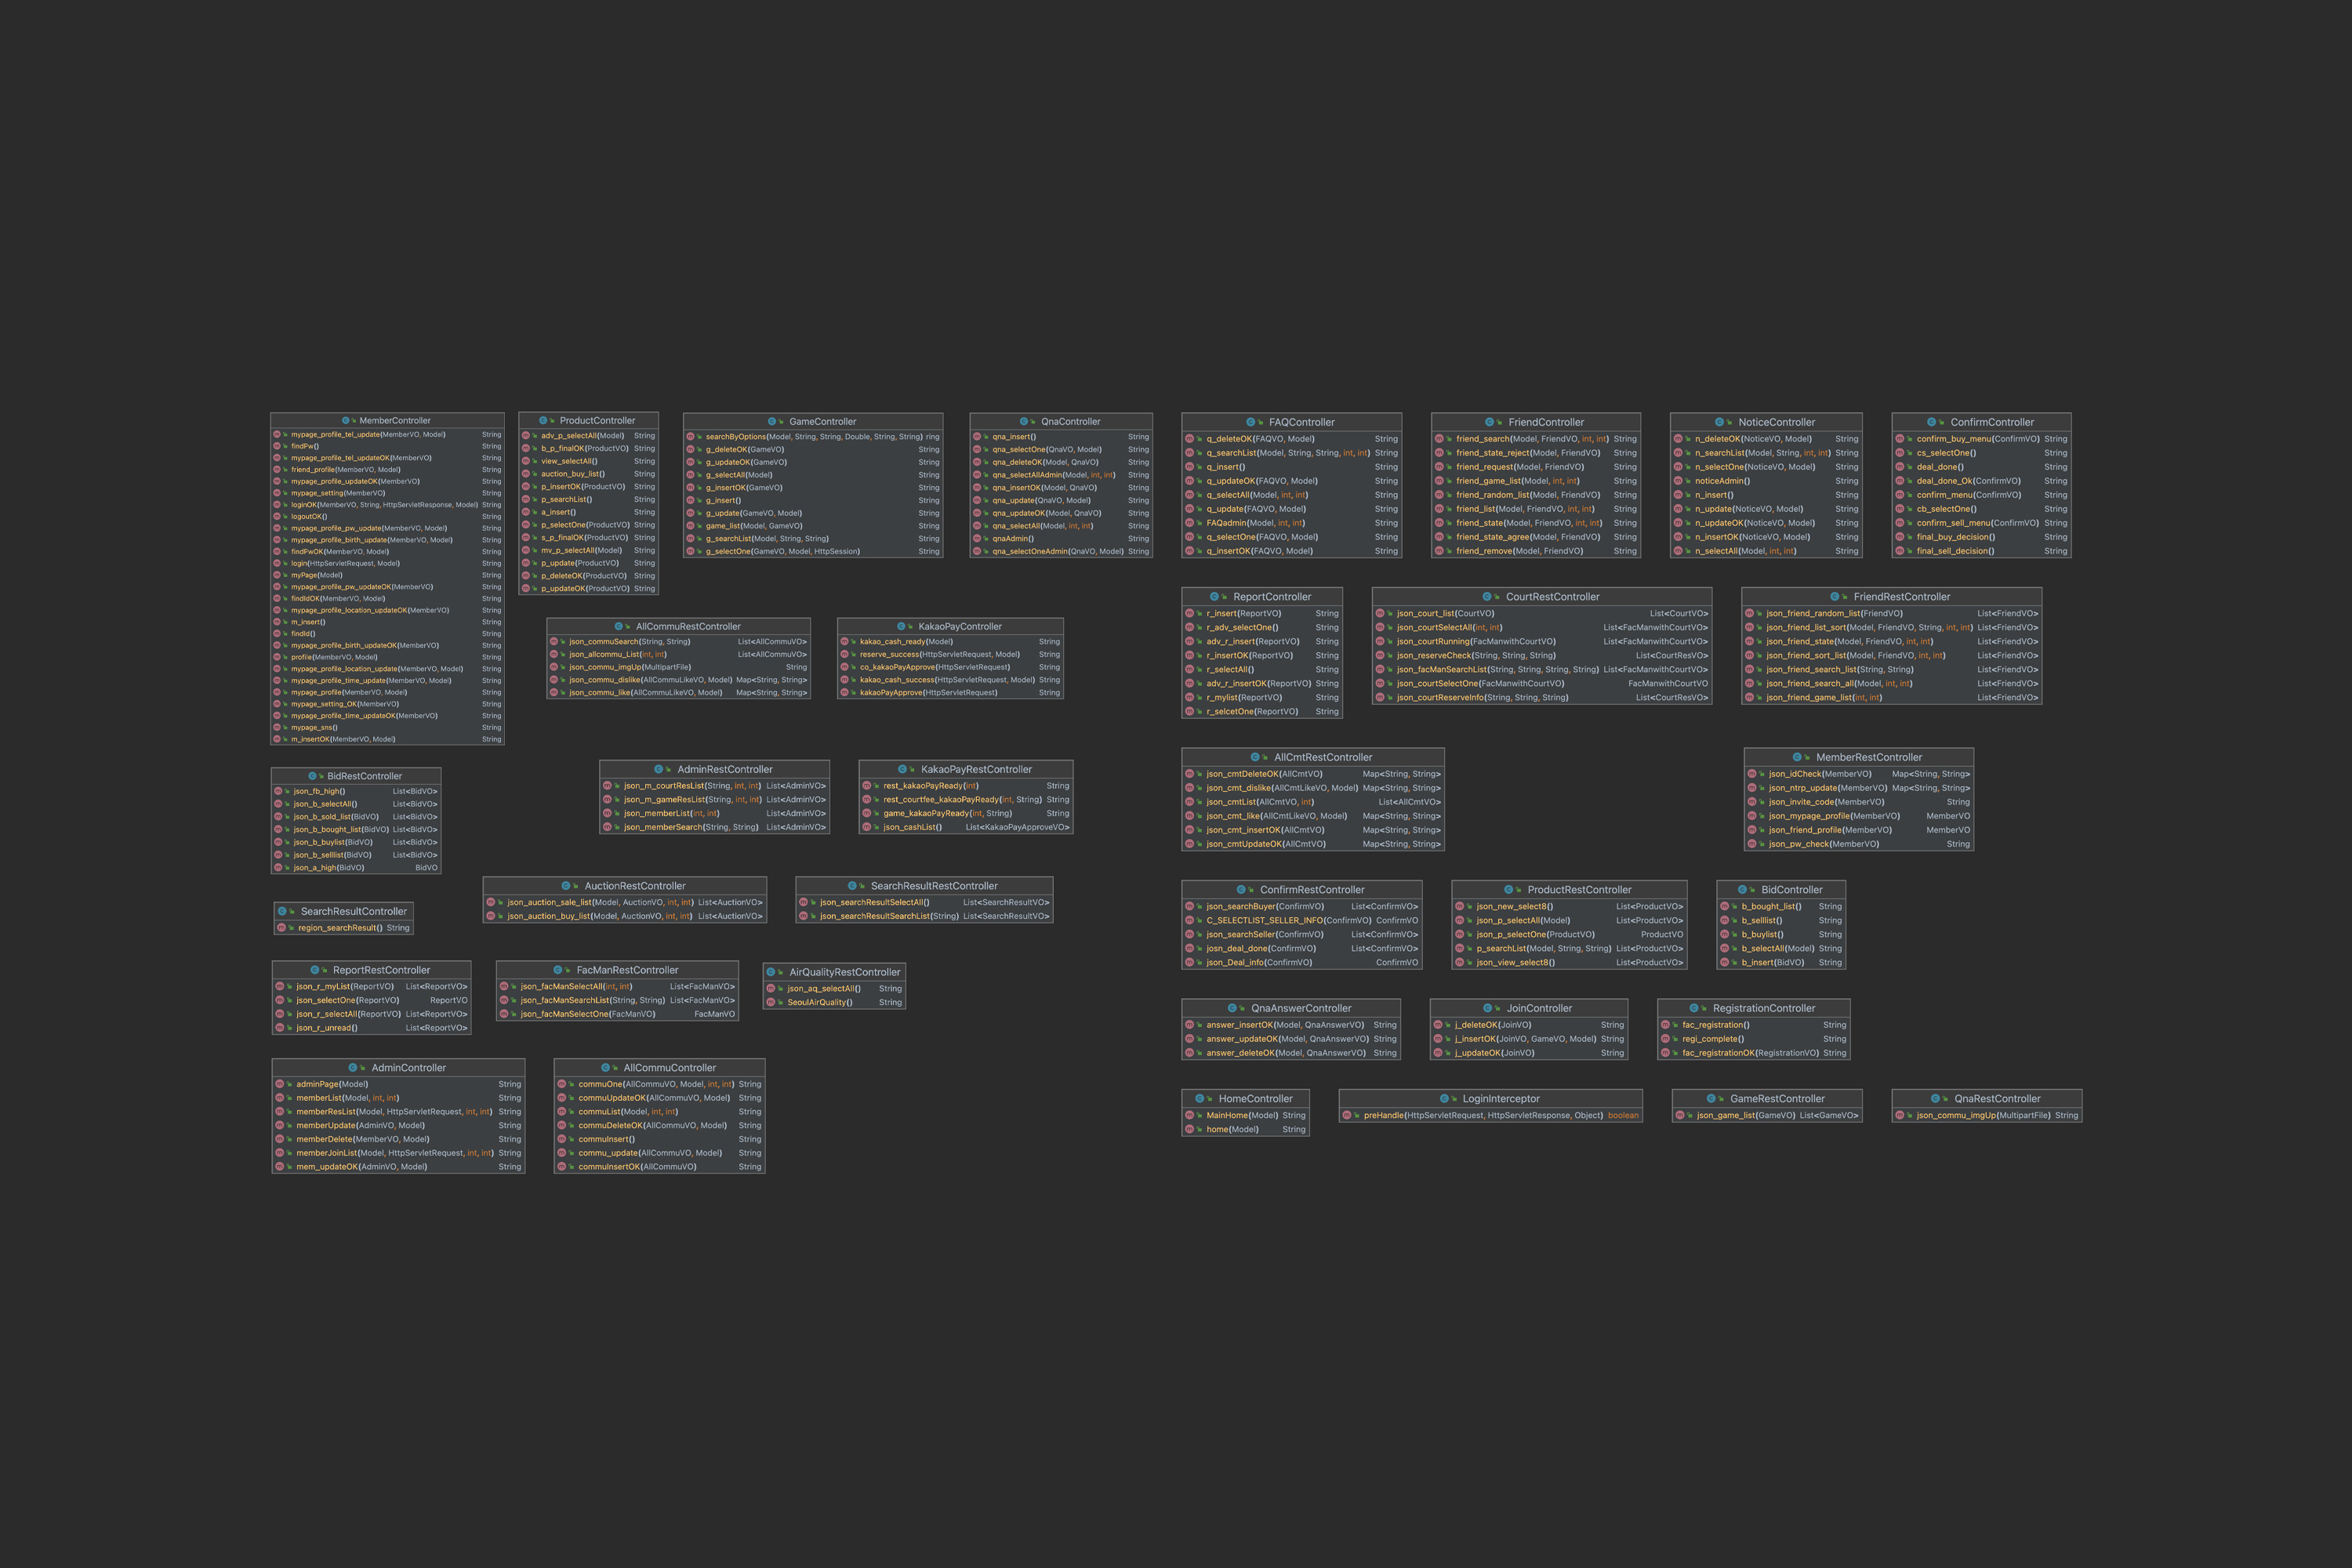 MemberController
mypage_profile_tel_update(MemberVO, Model) String
findPw() String
mypage_profile_tel_updateOK(MemberVO) String
friend_profile(MemberVO, Model) String
mypage_profile_updateOK(MemberVO) String
mypage_setting(MemberVO) String
loginOK(MemberVO, String, HttpServletResponse, Model) String
logoutOK() String
mypage_profile_pw_update(MemberVO, Model) String
mypage_profile_birth_update(MemberVO, Model) String
findPwOK(MemberVO, Model) String
login(HttpServletRequest, Model) String
myPage(Model) String
mypage_profile_pw_updateOK(MemberVO) String
findIdOK(MemberVO, Model) String
mypage_profile_location_updateOK(MemberVO) String
m_insert() String
findId() String
mypage_profile_birth_updateOK(MemberVO) String
profile(MemberVO, Model) String
mypage_profile_location_update(MemberVO, Model) String
mypage_profile_time_update(MemberVO, Model) String
mypage_profile(MemberVO, Model) String
mypage_setting_OK(MemberVO) String
mypage_profile_time_updateOK(MemberVO) String
mypage_sns() String
m_insertOK(MemberVO, Model) String
ProductController
adv_p_selectAll(Model) String
b_p_finalOK(ProductVO) String
view_selectAll() String
auction_buy_list() String
p_insertOK(ProductVO) String
p_searchList() String
a_insert() String
p_selectOne(ProductVO) String
s_p_finalOK(ProductVO) String
mv_p_selectAll(Model) String
p_update(ProductVO) String
p_deleteOK(ProductVO) String
p_updateOK(ProductVO) String
GameController
searchByOptions(Model, String, String, Double, String, String) ring
g_deleteOK(GameVO) String
g_updateOK(GameVO) String
g_selectAll(Model) String
g_insertOK(GameVO) String
g_insert() String
g_update(GameVO, Model) String
game_list(Model, GameVO) String
g_searchList(Model, String, String) String
g_selectOne(GameVO, Model, HttpSession) String
QnaController
qna_insert() String
qna_selectOne(QnaVO, Model) String
qna_deleteOK(Model, QnaVO) String
qna_selectAllAdmin(Model, int, int) String
qna_insertOK(Model, QnaVO) String
qna_update(QnaVO, Model) String
qna_updateOK(Model, QnaVO) String
qna_selectAll(Model, int, int) String
qnaAdmin() String
qna_selectOneAdmin(QnaVO, Model) String
FAQController
q_deleteOK(FAQVO, Model) String
q_searchList(Model, String, String, int, int) String
q_insert() String
q_updateOK(FAQVO, Model) String
q_selectAll(Model, int, int) String
q_update(FAQVO, Model) String
FAQadmin(Model, int, int) String
q_selectOne(FAQVO, Model) String
q_insertOK(FAQVO, Model) String
FriendController
friend_search(Model, FriendVO, int, int) String
friend_state_reject(Model, FriendVO) String
friend_request(Model, FriendVO) String
friend_game_list(Model, int, int) String
friend_random_list(Model, FriendVO) String
friend_list(Model, FriendVO, int, int) String
friend_state(Model, FriendVO, int, int) String
friend_state_agree(Model, FriendVO) String
friend_remove(Model, FriendVO) String
NoticeController
n_deleteOK(NoticeVO, Model) String
n_searchList(Model, String, int, int) String
n_selectOne(NoticeVO, Model) String
noticeAdmin() String
n_insert() String
n_update(NoticeVO, Model) String
n_updateOK(NoticeVO, Model) String
n_insertOK(NoticeVO, Model) String
n_selectAll(Model, int, int) String
ConfirmController
confirm_buy_menu(ConfirmVO) String
cs_selectOne() String
deal_done() String
deal_done_Ok(ConfirmVO) String
confirm_menu(ConfirmVO) String
cb_selectOne() String
confirm_sell_menu(ConfirmVO) String
final_buy_decision() String
final_sell_decision() String
AllCommuRestController
json_commuSearch(String, String) List<AllCommuVO>
json_allcommu_List(int, int) List<AllCommuVO>
json_commu_imgUp(MultipartFile) String
json_commu_dislike(AllCommuLikeVO, Model) Map<String, String>
json_commu_like(AllCommuLikeVO, Model) Map<String, String>
KakaoPayController
kakao_cash_ready(Model) String
reserve_success(HttpServletRequest, Model) String
co_kakaoPayApprove(HttpServletRequest) String
kakao_cash_success(HttpServletRequest, Model) String
kakaoPayApprove(HttpServletRequest) String
ReportController
r_insert(ReportVO) String
r_adv_selectOne() String
adv_r_insert(ReportVO) String
r_insertOK(ReportVO) String
r_selectAll() String
adv_r_insertOK(ReportVO) String
r_mylist(ReportVO) String
r_selcetOne(ReportVO) String
CourtRestController
json_court_list(CourtVO) List<CourtVO>
json_courtSelectAll(int, int) List<FacManwithCourtVO>
json_courtRunning(FacManwithCourtVO) List<FacManwithCourtVO>
json_reserveCheck(String, String, String) List<CourtResVO>
json_facManSearchList(String, String, String, String) List<FacManwithCourtVO>
json_courtSelectOne(FacManwithCourtVO) FacManwithCourtVO
json_courtReserveInfo(String, String, String) List<CourtResVO>
FriendRestController
json_friend_random_list(FriendVO) List<FriendVO>
json_friend_list_sort(Model, FriendVO, String, int, int) List<FriendVO>
json_friend_state(Model, FriendVO, int, int) List<FriendVO>
json_friend_sort_list(Model, FriendVO, int, int) List<FriendVO>
json_friend_search_list(String, String) List<FriendVO>
json_friend_search_all(Model, int, int) List<FriendVO>
json_friend_game_list(int, int) List<FriendVO>
BidRestController
json_fb_high() List<BidVO>
json_b_selectAll() List<BidVO>
json_b_sold_list(BidVO) List<BidVO>
json_b_bought_list(BidVO) List<BidVO>
json_b_buylist(BidVO) List<BidVO>
json_b_selllist(BidVO) List<BidVO>
json_a_high(BidVO) BidVO
AdminRestController
json_m_courtResList(String, int, int) List<AdminVO>
json_m_gameResList(String, int, int) List<AdminVO>
json_memberList(int, int) List<AdminVO>
json_memberSearch(String, String) List<AdminVO>
KakaoPayRestController
rest_kakaoPayReady(int) String
rest_courtfee_kakaoPayReady(int, String) String
game_kakaoPayReady(int, String) String
json_cashList() List<KakaoPayApproveVO>
AllCmtRestController
json_cmtDeleteOK(AllCmtVO) Map<String, String>
json_cmt_dislike(AllCmtLikeVO, Model) Map<String, String>
json_cmtList(AllCmtVO, int) List<AllCmtVO>
json_cmt_like(AllCmtLikeVO, Model) Map<String, String>
json_cmt_insertOK(AllCmtVO) Map<String, String>
json_cmtUpdateOK(AllCmtVO) Map<String, String>
MemberRestController
json_idCheck(MemberVO) Map<String, String>
json_ntrp_update(MemberVO) Map<String, String>
json_invite_code(MemberVO) String
json_mypage_profile(MemberVO) MemberVO
json_friend_profile(MemberVO) MemberVO
json_pw_check(MemberVO) String
AuctionRestController
json_auction_sale_list(Model, AuctionVO, int, int) List<AuctionVO>
json_auction_buy_list(Model, AuctionVO, int, int) List<AuctionVO>
SearchResultRestController
json_searchResultSelectAll() List<SearchResultVO>
json_searchResultSearchList(String) List<SearchResultVO>
ConfirmRestController
json_searchBuyer(ConfirmVO) List<ConfirmVO>
C_SELECTLIST_SELLER_INFO(ConfirmVO) ConfirmVO
json_searchSeller(ConfirmVO) List<ConfirmVO>
josn_deal_done(ConfirmVO) List<ConfirmVO>
json_Deal_info(ConfirmVO) ConfirmVO
ProductRestController
json_new_select8() List<ProductVO>
json_p_selectAll(Model) List<ProductVO>
json_p_selectOne(ProductVO) ProductVO
p_searchList(Model, String, String) List<ProductVO>
json_view_select8() List<ProductVO>
BidController
b_bought_list() String
b_selllist() String
b_buylist() String
b_selectAll(Model) String
b_insert(BidVO) String
SearchResultController
region_searchResult() String
ReportRestController
json_r_myList(ReportVO) List<ReportVO>
json_selectOne(ReportVO) ReportVO
json_r_selectAll(ReportVO) List<ReportVO>
json_r_unread() List<ReportVO>
FacManRestController
json_facManSelectAll(int, int) List<FacManVO>
json_facManSearchList(String, String) List<FacManVO>
json_facManSelectOne(FacManVO) FacManVO
AirQualityRestController
json_aq_selectAll() String
SeoulAirQuality() String
QnaAnswerController
answer_insertOK(Model, QnaAnswerVO) String
answer_updateOK(Model, QnaAnswerVO) String
answer_deleteOK(Model, QnaAnswerVO) String
JoinController
j_deleteOK(JoinVO) String
j_insertOK(JoinVO, GameVO, Model) String
j_updateOK(JoinVO) String
RegistrationController
fac_registration() String
regi_complete() String
fac_registrationOK(RegistrationVO) String
AdminController
adminPage(Model) String
memberList(Model, int, int) String
memberResList(Model, HttpServletRequest, int, int) String
memberUpdate(AdminVO, Model) String
memberDelete(MemberVO, Model) String
memberJoinList(Model, HttpServletRequest, int, int) String
mem_updateOK(AdminVO, Model) String
AllCommuController
commuOne(AllCommuVO, Model, int, int) String
commuUpdateOK(AllCommuVO, Model) String
commuList(Model, int, int) String
commuDeleteOK(AllCommuVO, Model) String
commuInsert() String
commu_update(AllCommuVO, Model) String
commuInsertOK(AllCommuVO) String
HomeController
MainHome(Model) String
home(Model) String
LoginInterceptor
preHandle(HttpServletRequest, HttpServletResponse, Object) boolean
GameRestController
json_game_list(GameVO) List<GameVO>
QnaRestController
json_commu_imgUp(MultipartFile) String